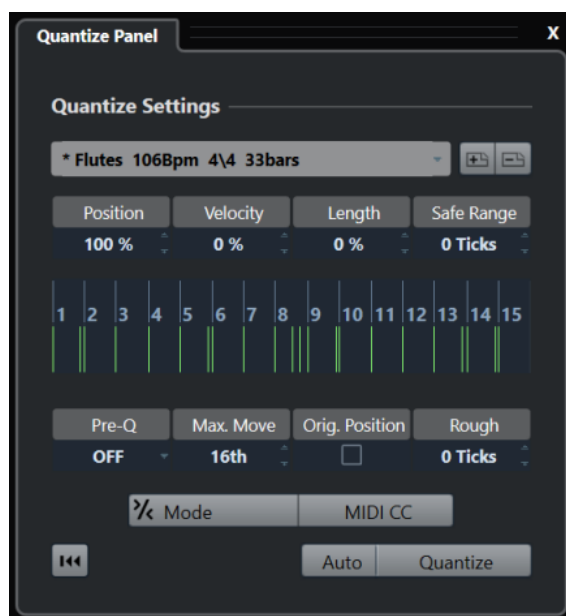 Quantize Panel X
Quantize Settings
* Flutes 106Bpm 4\4 33bars
Position Velocity Length Safe Range
100 % 0 % 0 % 0 Ticks
1 2 3 4 5 6 7 8 9 10 11 12 13 14 15
Pre-Q Max. Move Orig. Position Rough
OFF 16th 0 Ticks
Mode MIDI CC
Auto Quantize